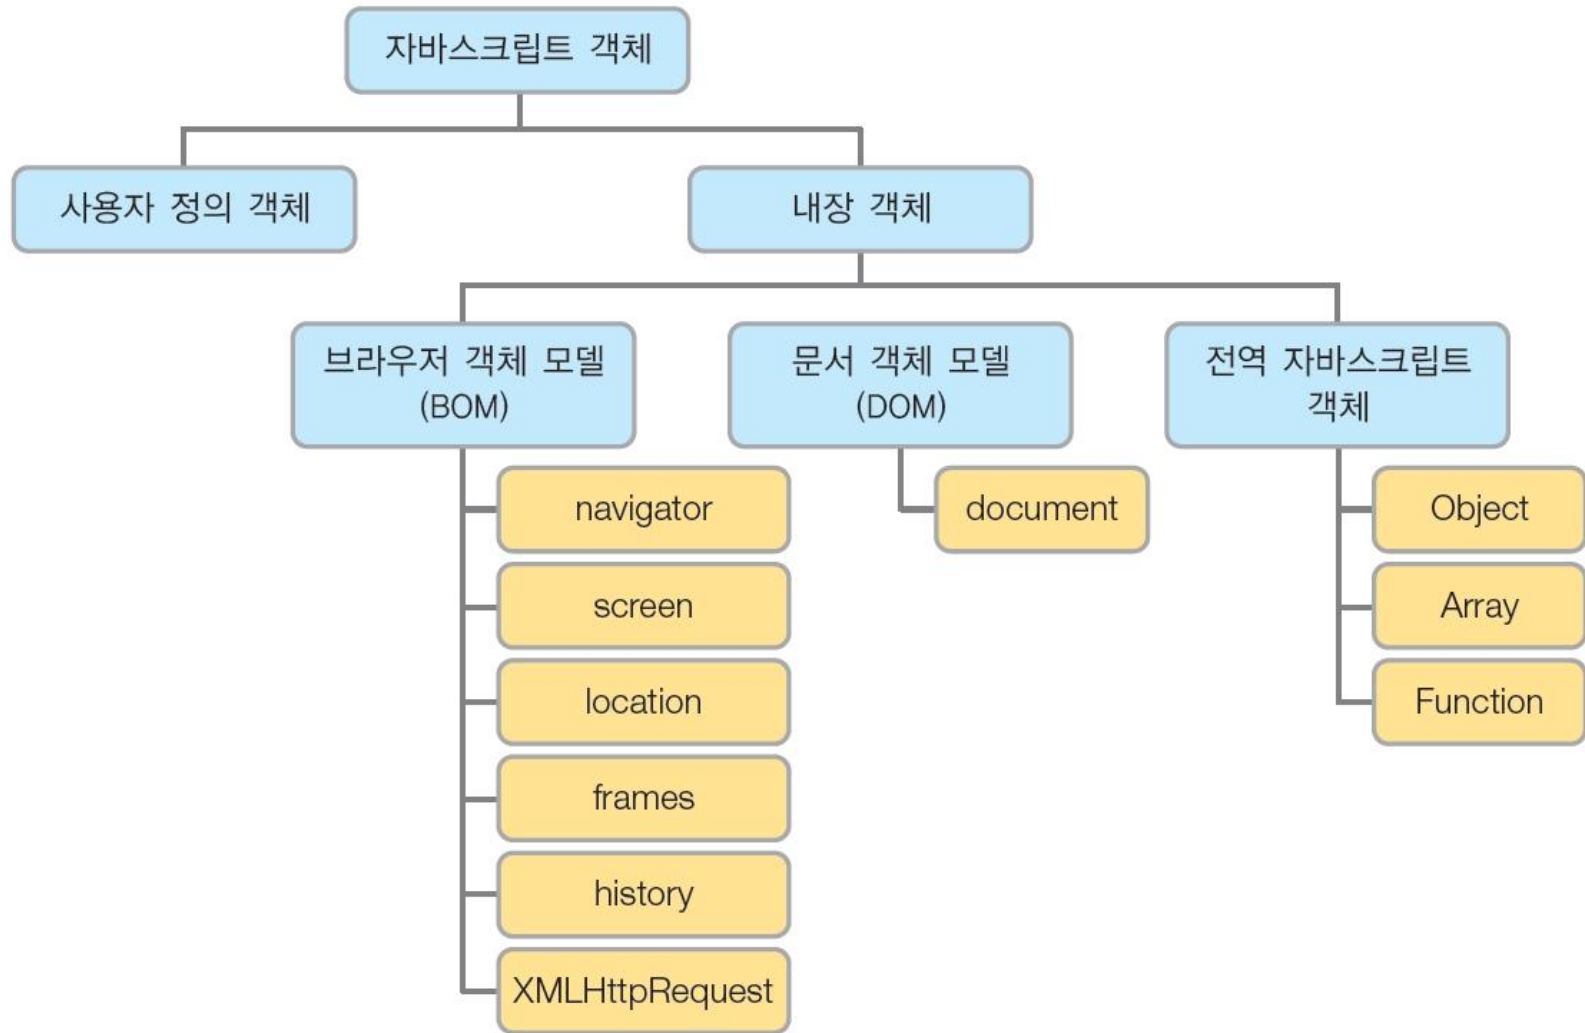 자바스크립트 객체
사용자 정의 객체
내장 객체
브라우저 객체 모델
(BOM)
문서 객체 모델
(DOM)
전역 자바스크립트
객체
navigator
screen
location
frames
history
XMLHttpRequest
document
Object
Array
Function